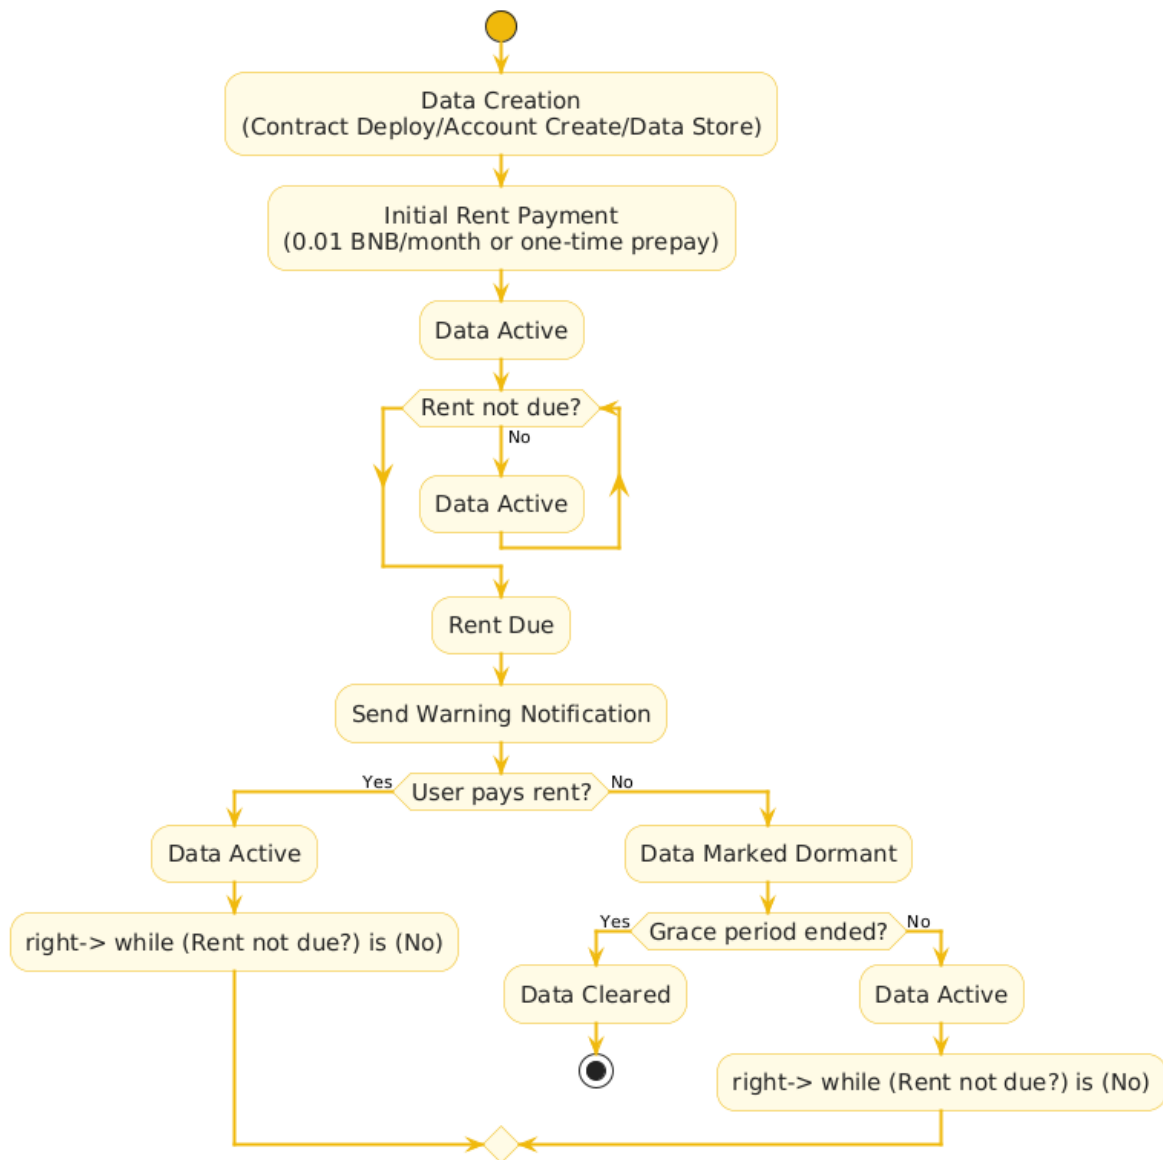 Data Creation
(Contract Deploy/Account Create/Data Store)
Initial Rent Payment
(0.01 BNB/month or one-time prepay)
Data Active
Rent not due?
No
Data Active
Rent Due
Send Warning Notification
Yes
User pays rent?
No
Data Active
Data Marked Dormant
right-> while (Rent not due?) is (No)
Yes
Grace period ended?
No
Data Cleared
Data Active
right-> while (Rent not due?) is (No)